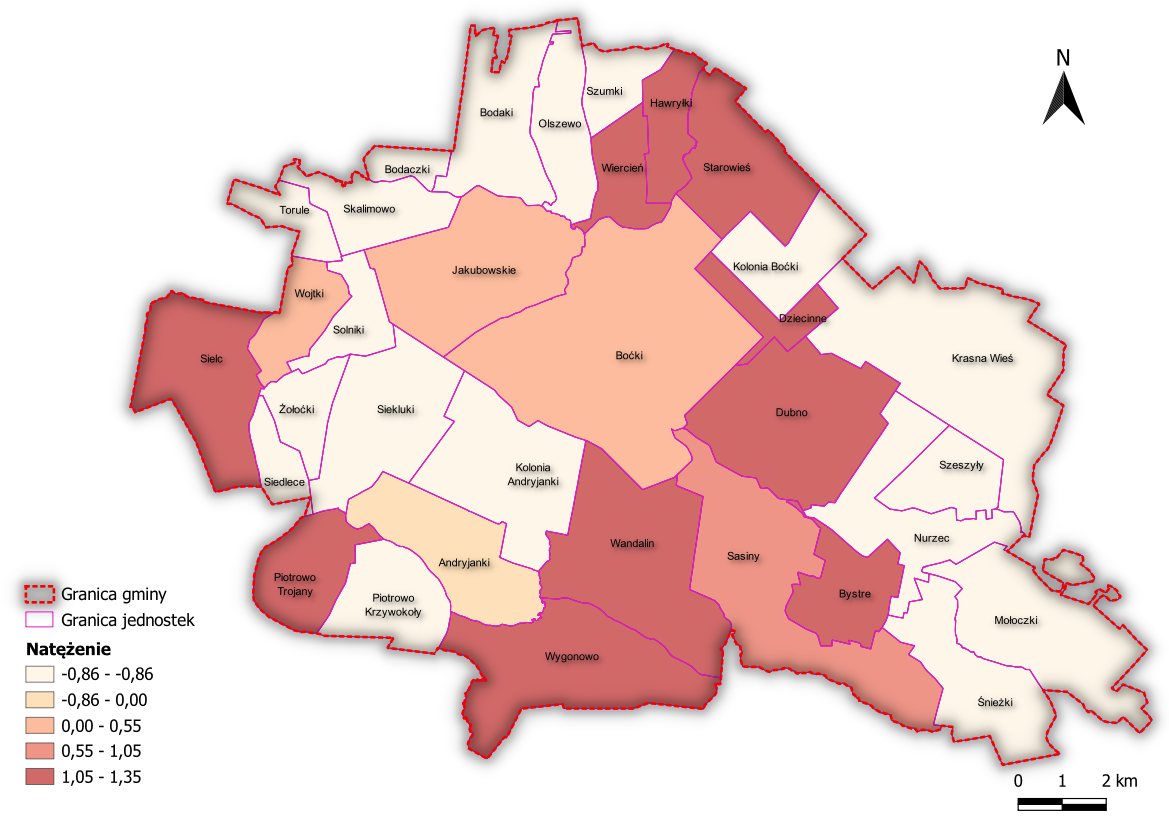 N
Szumki
Hawryłki
Bodaki
Olszewo
Bodaczki
Wiercień
Starowieś
Torule
Skalimowo
Jakubowskie
Kolonia Boćki
Wojtki
Dziecinne
Solniki
Sielc
Boćki
Krasna Wieś
Żołoćki
Siekluki
Dubno
Kolonia
Andryjanki
Szeszyły
Siedlece
Nurzec
Wandalin
Sasiny
Andryjanki
Piotrowo
Trojany
Bystre
Piotrowo
Krzywokoły
Mołoczki
Wygonowo
Śnieżki
Granica gminy
Granica jednostek
Natężenie
-0,86 - -0,86
-0,86 - 0,00
0,00 - 0,55
0,55 - 1,05
1,05 - 1,35
0 1 2 km